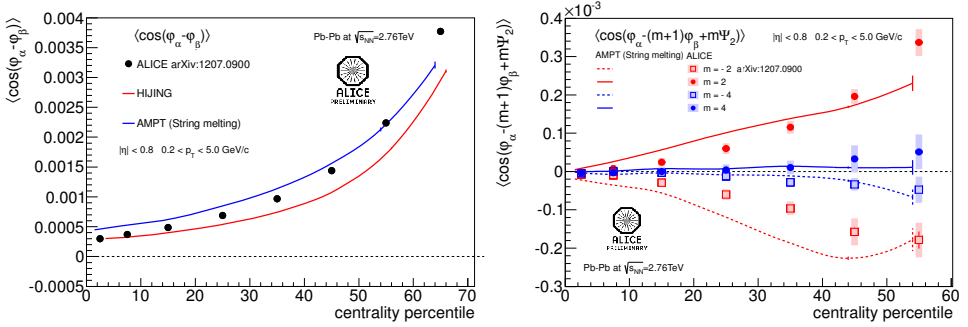 ⟨cos(φα-φβ)⟩
0.004
0.0035
0.003
0.0025
0.002
0.0015
0.001
0.0005
0
-0.0005
⟨cos(φα-φβ)⟩
ALICE arXiv:1207.0900
HIJING
AMPT (String melting)
|η| < 0.8 0.2 < pT < 5.0 GeV/c
Pb-Pb at √sNN=2.76TeV
ALICE
PRELIMINARY
0 10 20 30 40 50 60 70
centrality percentile
⟨cos(φα-(m+1)φβ+mΨ2)⟩
×10-3
0.4
0.3
0.2
0.1
0
-0.1
-0.2
-0.3
⟨cos(φα-(m+1)φβ+mΨ2)⟩
|η| < 0.8 0.2 < pT < 5.0 GeV/c
AMPT (String melting) ALICE
m = - 2 arXiv:1207.0900
m = 2
m = - 4
m = 4
ALICE
PRELIMINARY
Pb-Pb at √sNN=2.76TeV
0 10 20 30 40 50 60
centrality percentile